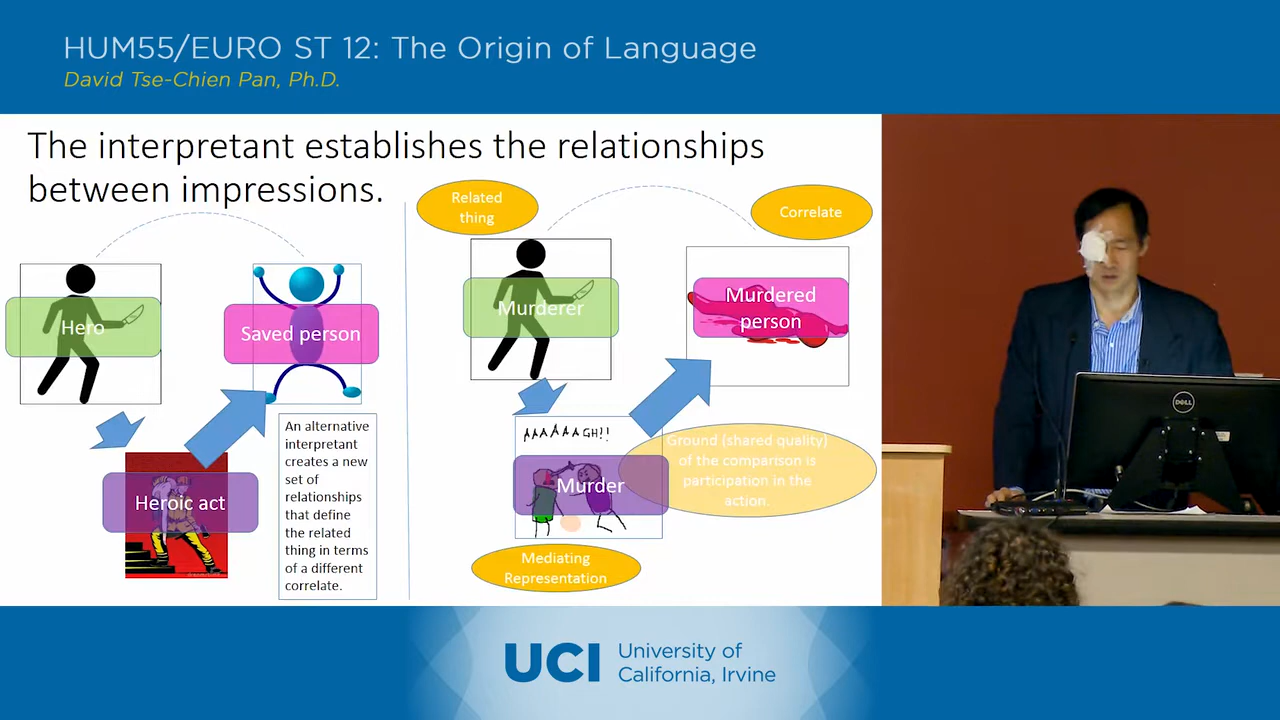 HUM55/EURO ST 12: The Origin of Language
David Tse-Chien Pan, Ph.D.
The interpretant establishes the relationships
between impressions.
Hero
Saved person
Heroic act
An alternative
interpretant
creates a new
set of
relationships
that define
the related
thing in terms
of a different
correlate.
Related
thing
Correlate
Murderer
Murdered
person
AAAAAAGH!!
Murder
Ground (shared quality)
of the comparison is
participation in the
action.
Mediating
Representation
DELL
UCI
University of
California, Irvine